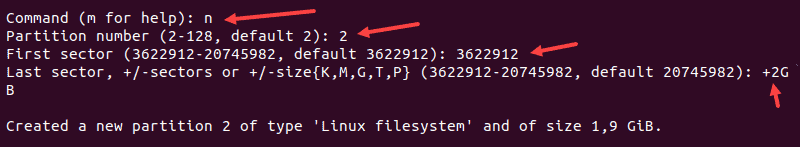 Command (m for help): n
Partition number (2-128, default 2): 2
First sector (3622912-20745982, default 3622912): 3622912
Last sector, +/-sectors or +/-size{K,M,G,T,P} (3622912-20745982, default 20745982): +2G
B
Created a new partition 2 of type 'Linux filesystem' and of size 1,9 GiB.